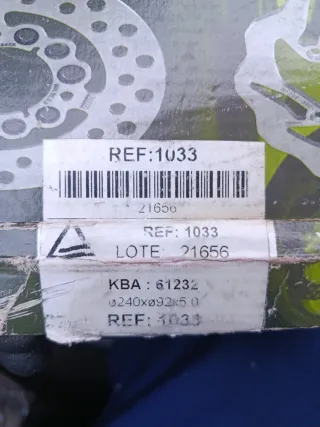 REF:1033
21656
REF: 1033
LOTE 21656
KBA : 61232
ø240xø92x5.0
REF: 1033